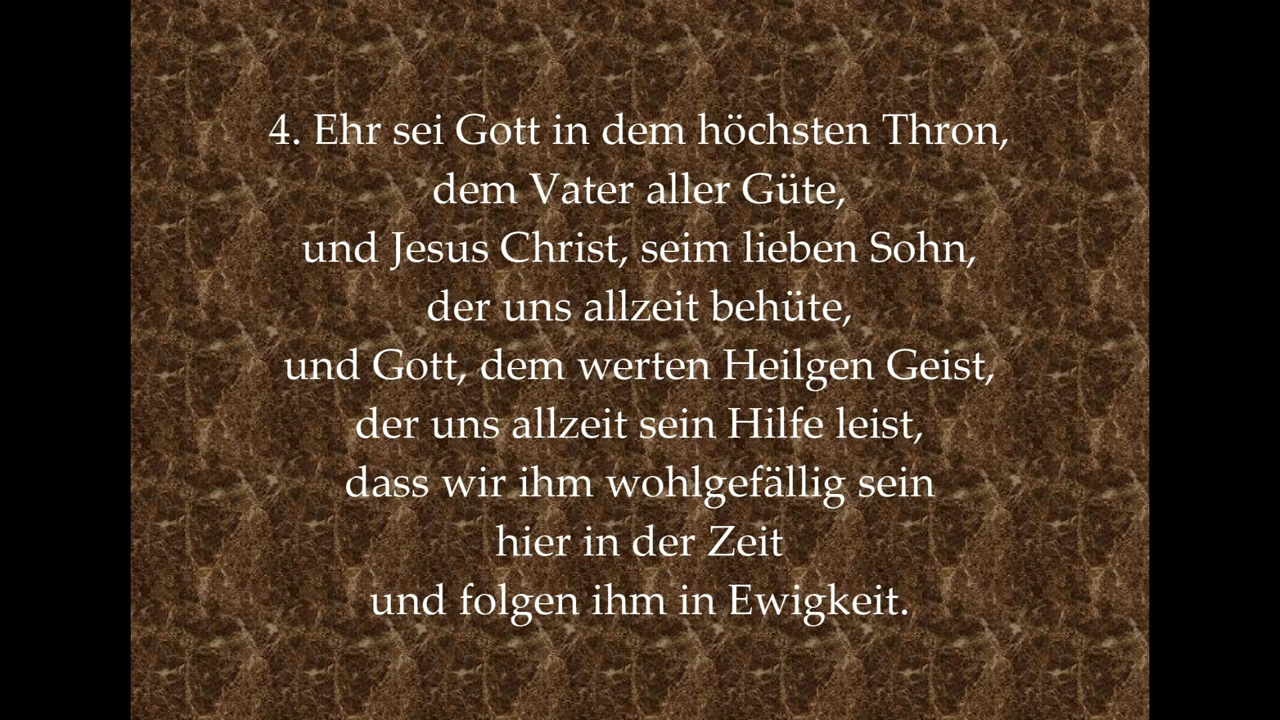 4. Ehr sei Gott in dem höchsten Thron,
dem Vater aller Güte,
und Jesus Christ, seim lieben Sohn,
der uns allzeit behüte,
und Gott, dem werten Heilgen Geist,
der uns allzeit sein Hilfe leist,
dass wir ihm wohlgefällig sein
hier in der Zeit
und folgen ihm in Ewigkeit.